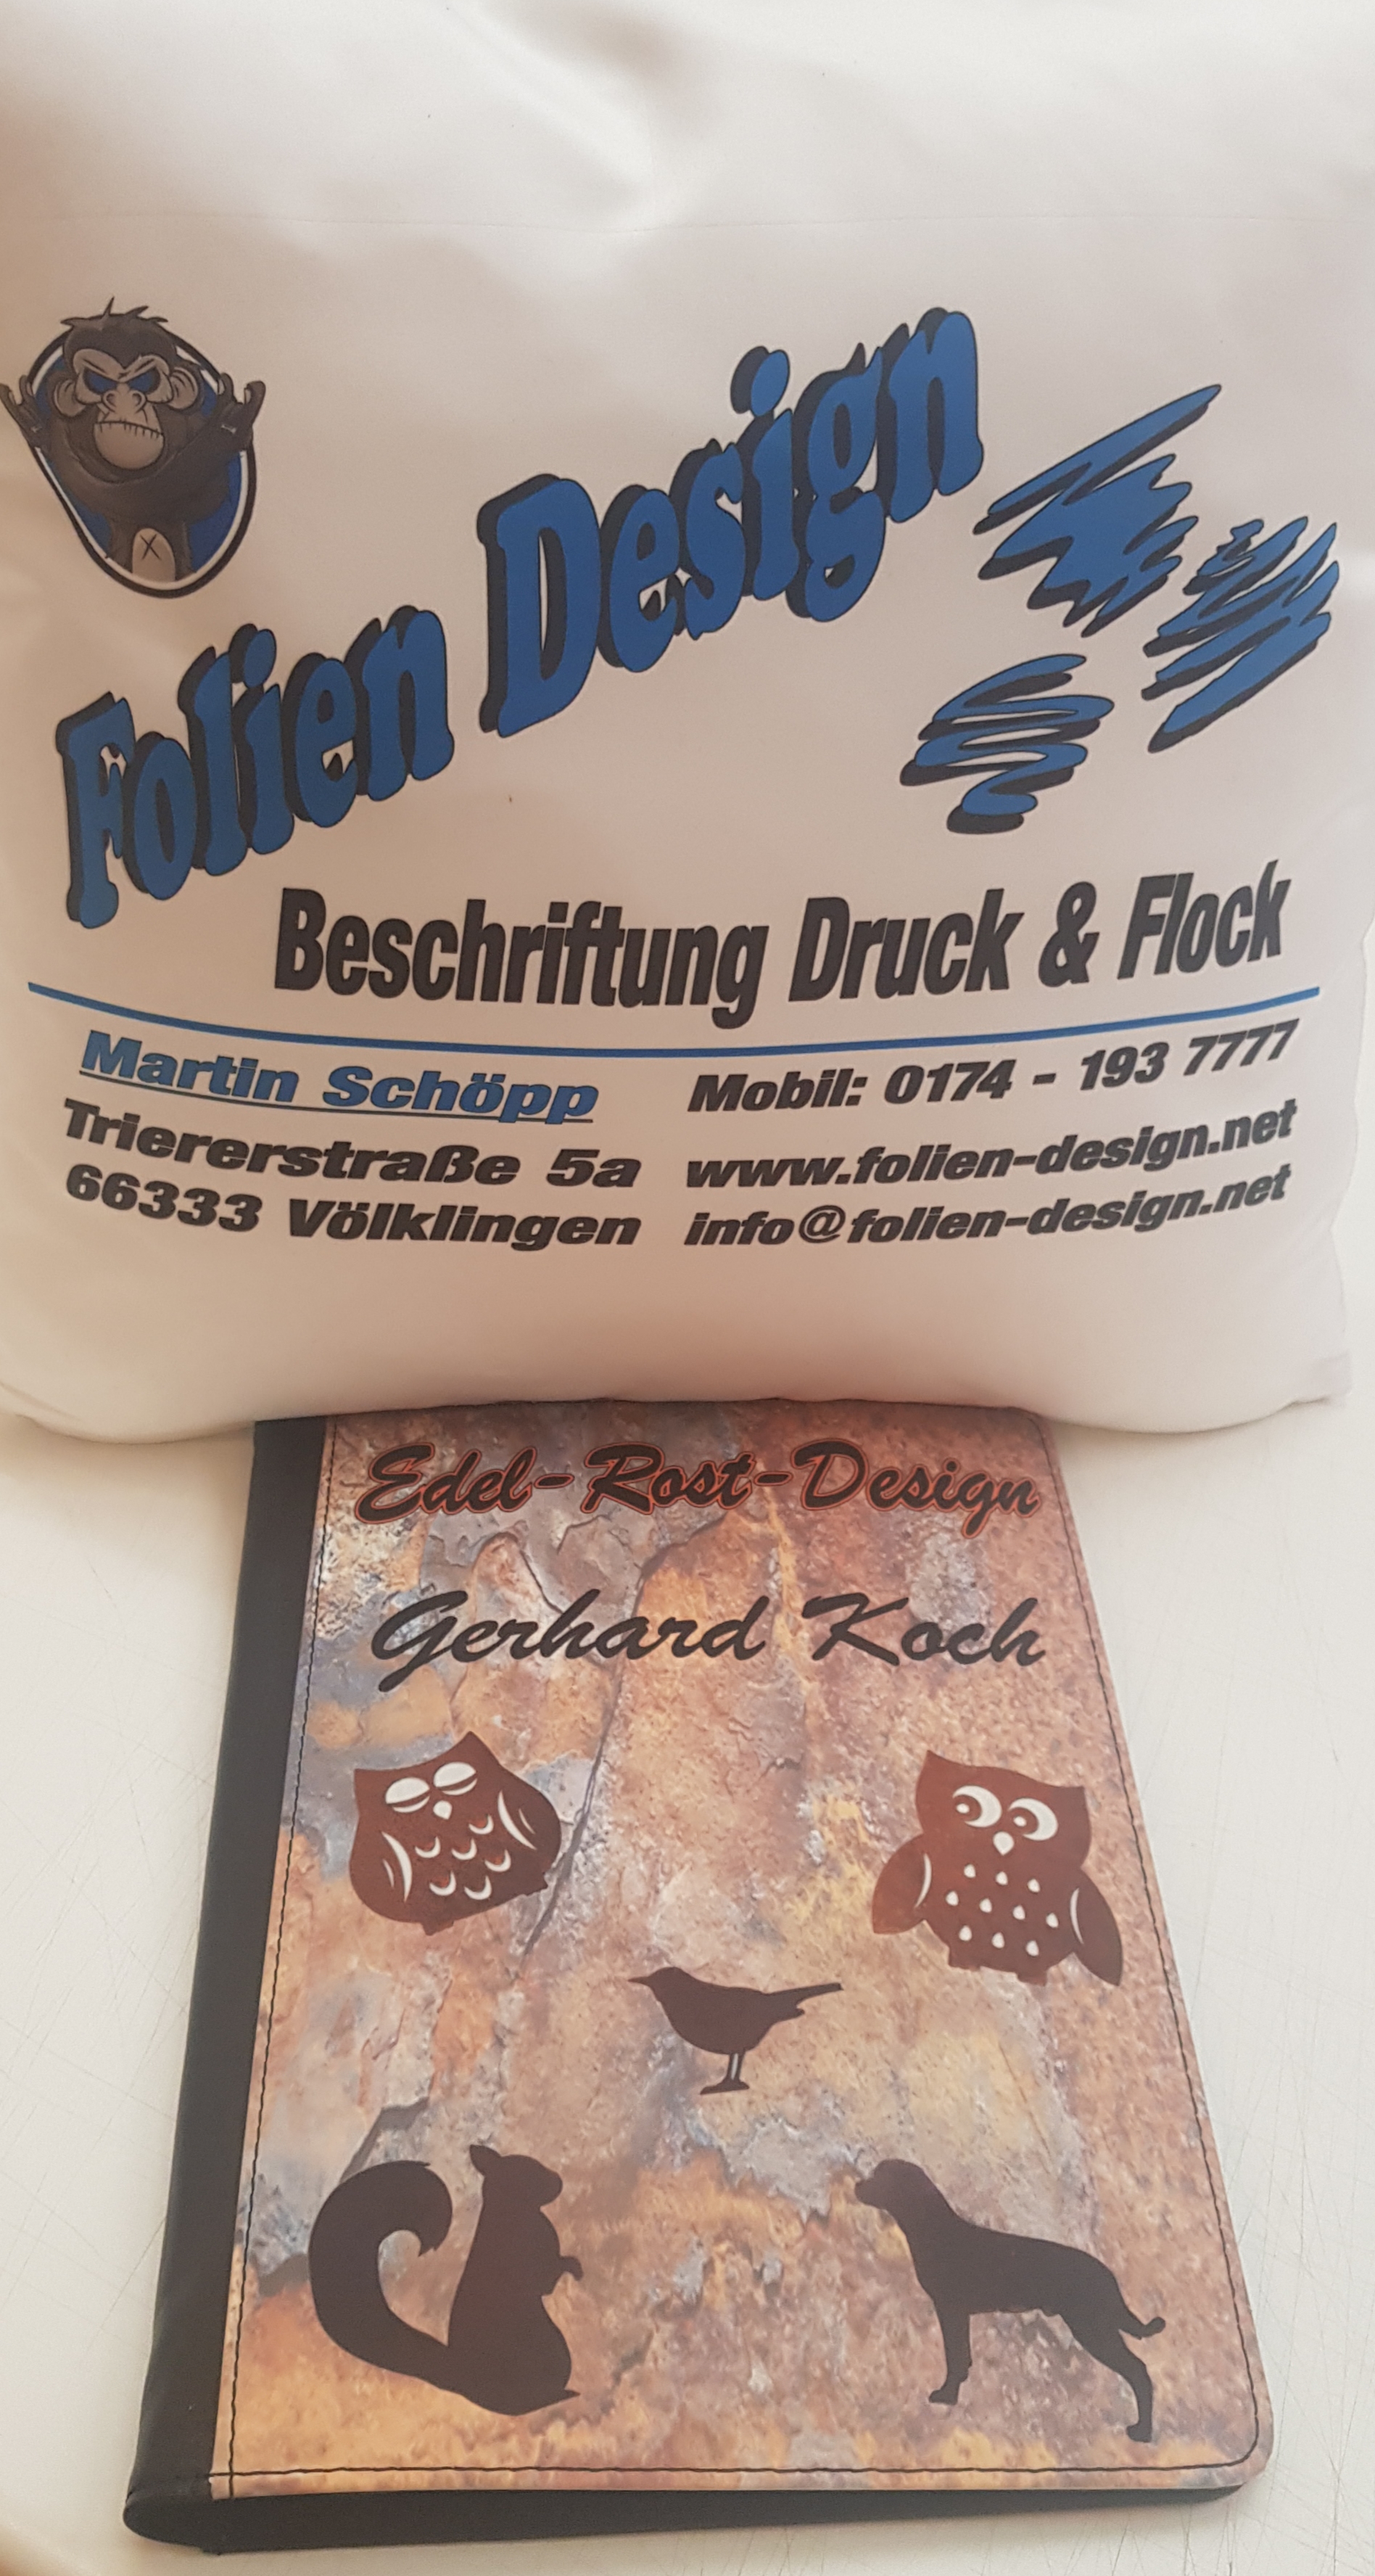 Folien Design
Beschriftung Druck & Flock
Martin Schöpp
Triererstraße 5a
66333 Völklingen
Mobil: 0174 - 193 7777
www.folien-design.net
info@folien-design.net
Edel-Rost-Design
Gerhard Koch